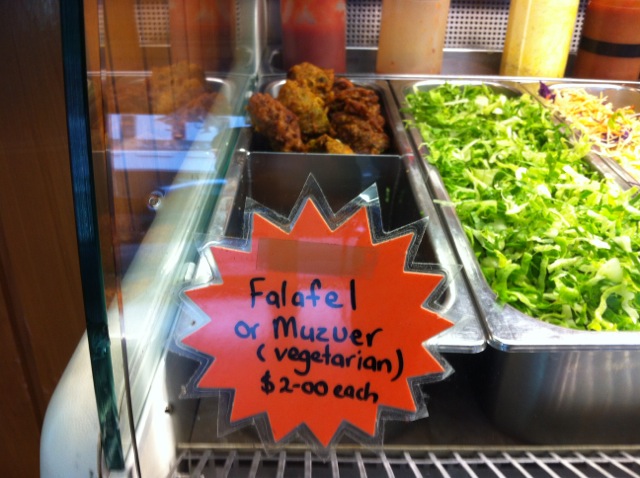 Falafel
or Muzuer
(vegetarian)
$2-00 each